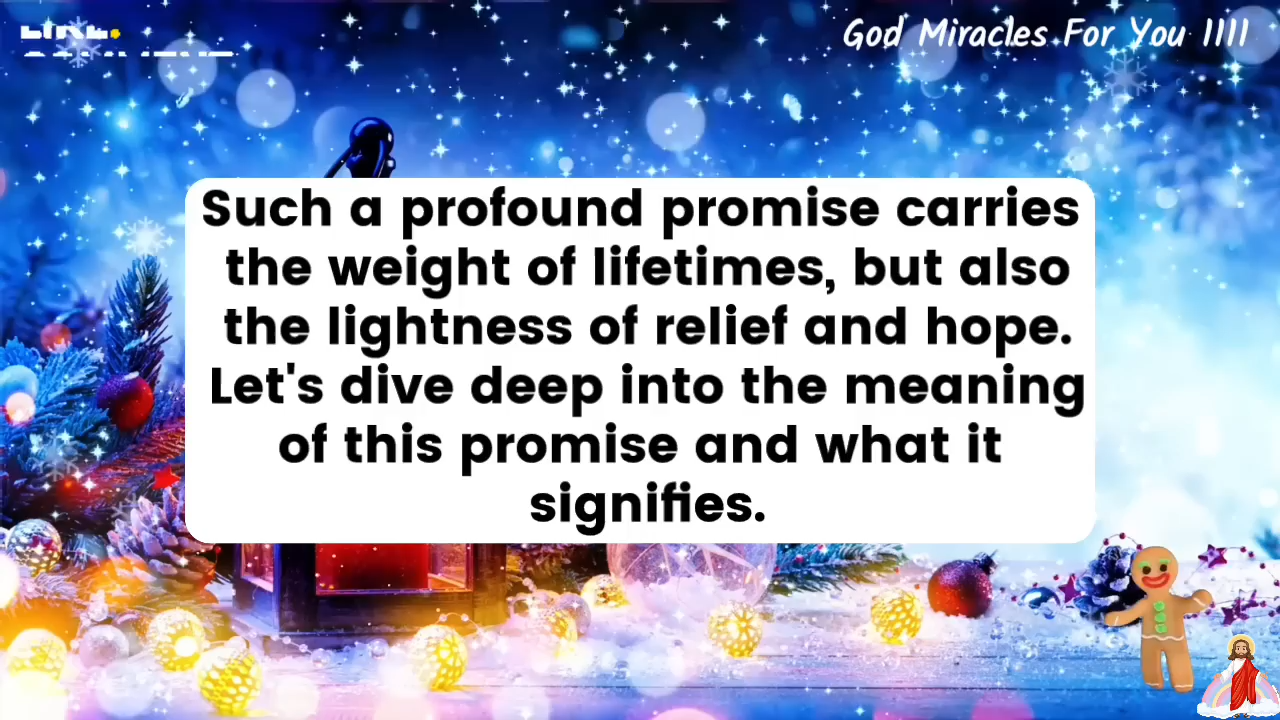 God Miracles For You 1111
Such a profound promise carries
the weight of lifetimes, but also
the lightness of relief and hope.
Let's dive deep into the meaning
of this promise and what it
signifies.